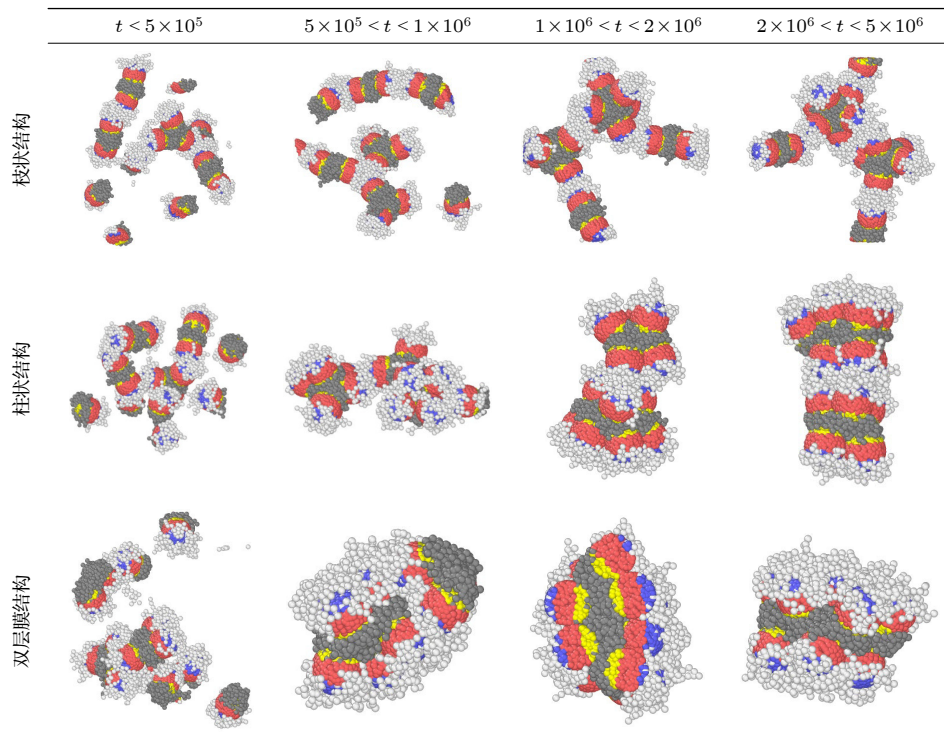 t < 5×10⁵ 5×10⁵ < t < 1×10⁶ 1×10⁶ < t < 2×10⁶ 2×10⁶ < t < 5×10⁶
枝状结构
柱状结构
双层膜结构